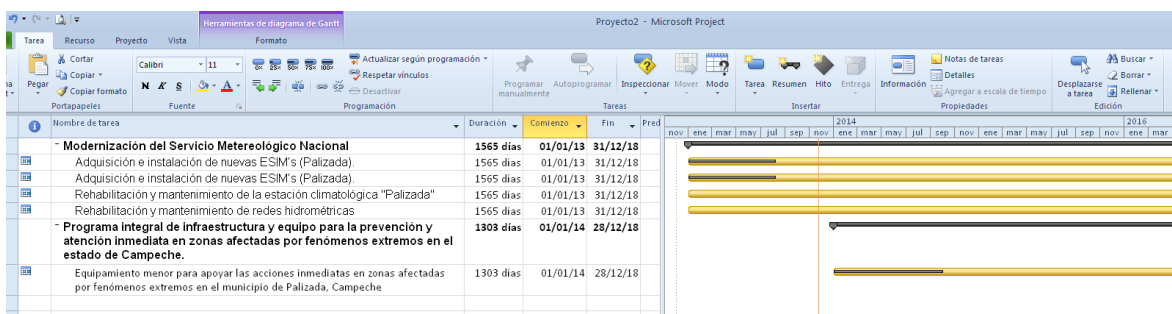 Herramientas de diagrama de Gantt
Proyecto2 - Microsoft Project
Tarea Recurso Proyecto Vista Formato
Pegar
Cortar
Copiar
Copiar formato
Portapapeles
Calibri 11
N K S A
Fuente
0× 25× 50× 75× 100×
Actualizar según programación
Respetar vínculos
Desactivar
Programación
Programar manualmente
Autoprogramar
Inspeccionar
Mover
Modo
Tareas
Tarea
Resumen
Hito
Entrega
Insertar
Información
Notas de tareas
Detalles
Agregar a escala de tiempo
Propiedades
Desplazarse a tarea
Buscar
Borrar
Rellenar
Edición
Nombre de tarea Duración Comienzo Fin Pred
2014 2016
nov ene mar may jul sep nov ene mar may jul sep nov ene mar may jul sep nov ene mar
Modernización del Servicio Metereológico Nacional 1565 días 01/01/13 31/12/18
Adquisición e instalación de nuevas ESIM's (Palizada). 1565 días 01/01/13 31/12/18
Adquisición e instalación de nuevas ESIM's (Palizada). 1565 días 01/01/13 31/12/18
Rehabilitación y mantenimiento de la estación climatológica "Palizada" 1565 días 01/01/13 31/12/18
Rehabilitación y mantenimiento de redes hidrométricas 1565 días 01/01/13 31/12/18
Programa integral de infraestructura y equipo para la prevención y 1303 días 01/01/14 28/12/18
atención inmediata en zonas afectadas por fenómenos extremos en el
estado de Campeche.
Equipamiento menor para apoyar las acciones inmediatas en zonas afectadas 1303 días 01/01/14 28/12/18
por fenómenos extremos en el municipio de Palizada, Campeche